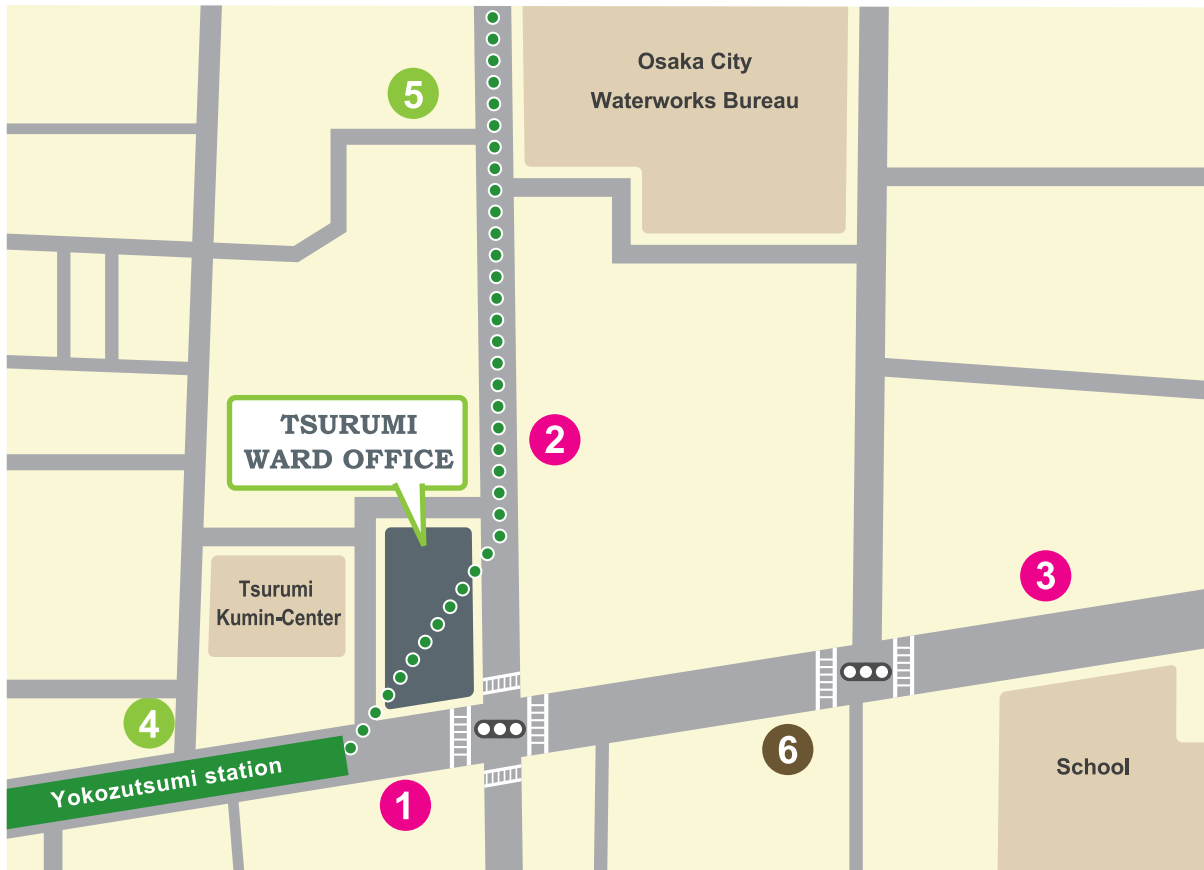 Osaka City
Waterworks Bureau
5
TSURUMI
WARD OFFICE
2
3
Tsurumi
Kumin-Center
4
6
School
Yokozutsumi station
1